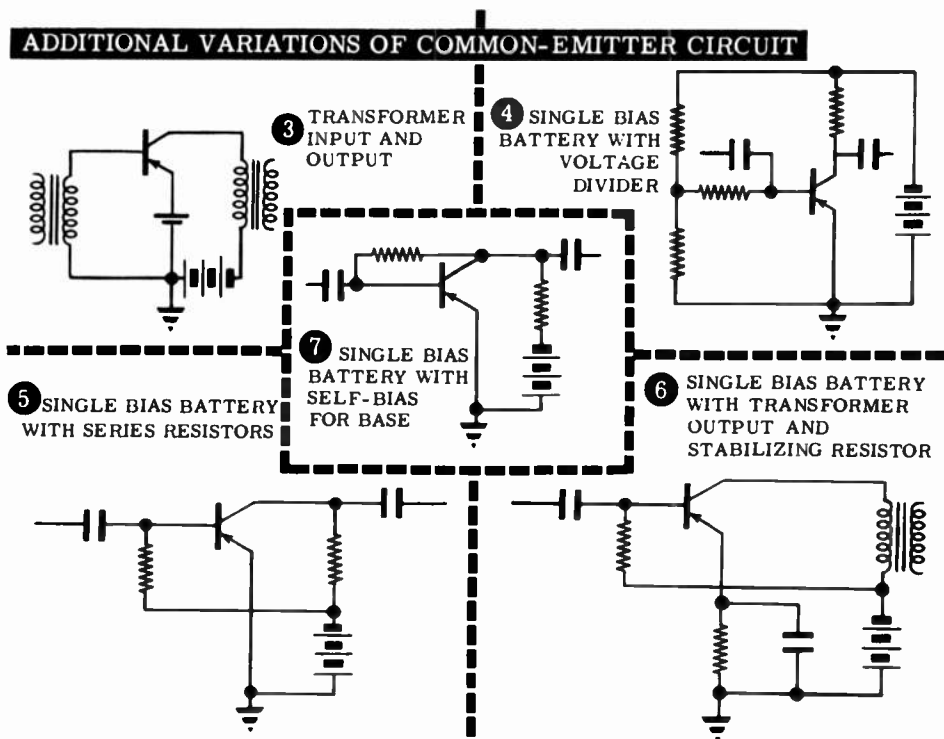 ADDITIONAL VARIATIONS OF COMMON-EMITTER CIRCUIT
3 TRANSFORMER
INPUT AND
OUTPUT
4 SINGLE BIAS
BATTERY WITH
VOLTAGE
DIVIDER
7 SINGLE BIAS
BATTERY WITH
SELF-BIAS
FOR BASE
5 SINGLE BIAS BATTERY
WITH SERIES RESISTORS
6 SINGLE BIAS BATTERY
WITH TRANSFORMER
OUTPUT AND
STABILIZING RESISTOR